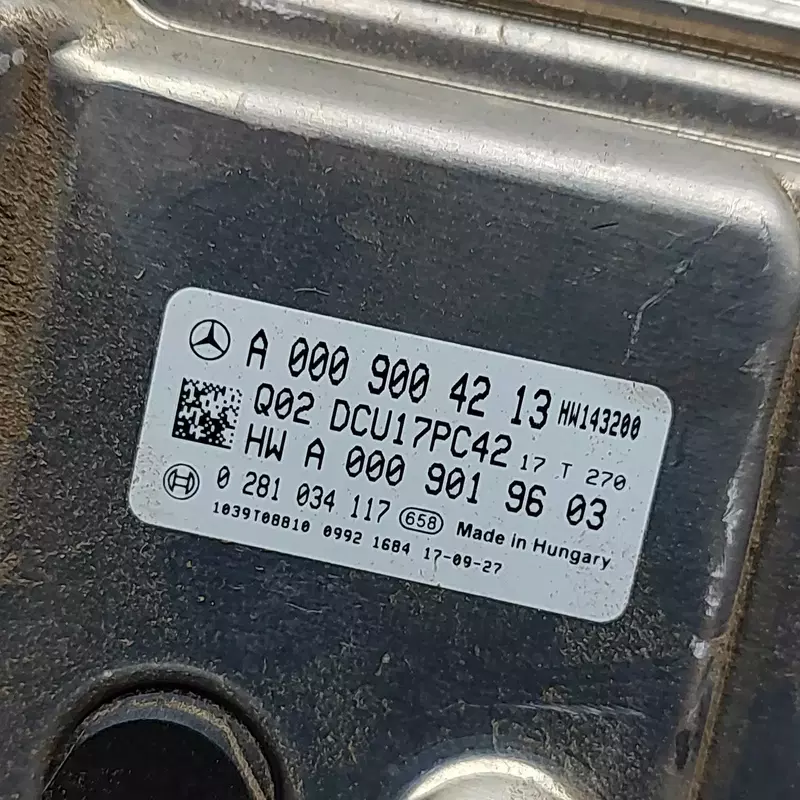 A 000 900 42 13 HW143200
Q02 DCU17PC42 17 T 270
HW A 000 901 96 03
0 281 034 117 658 Made in Hungary
1039T08810 0992 1684 17-09-27